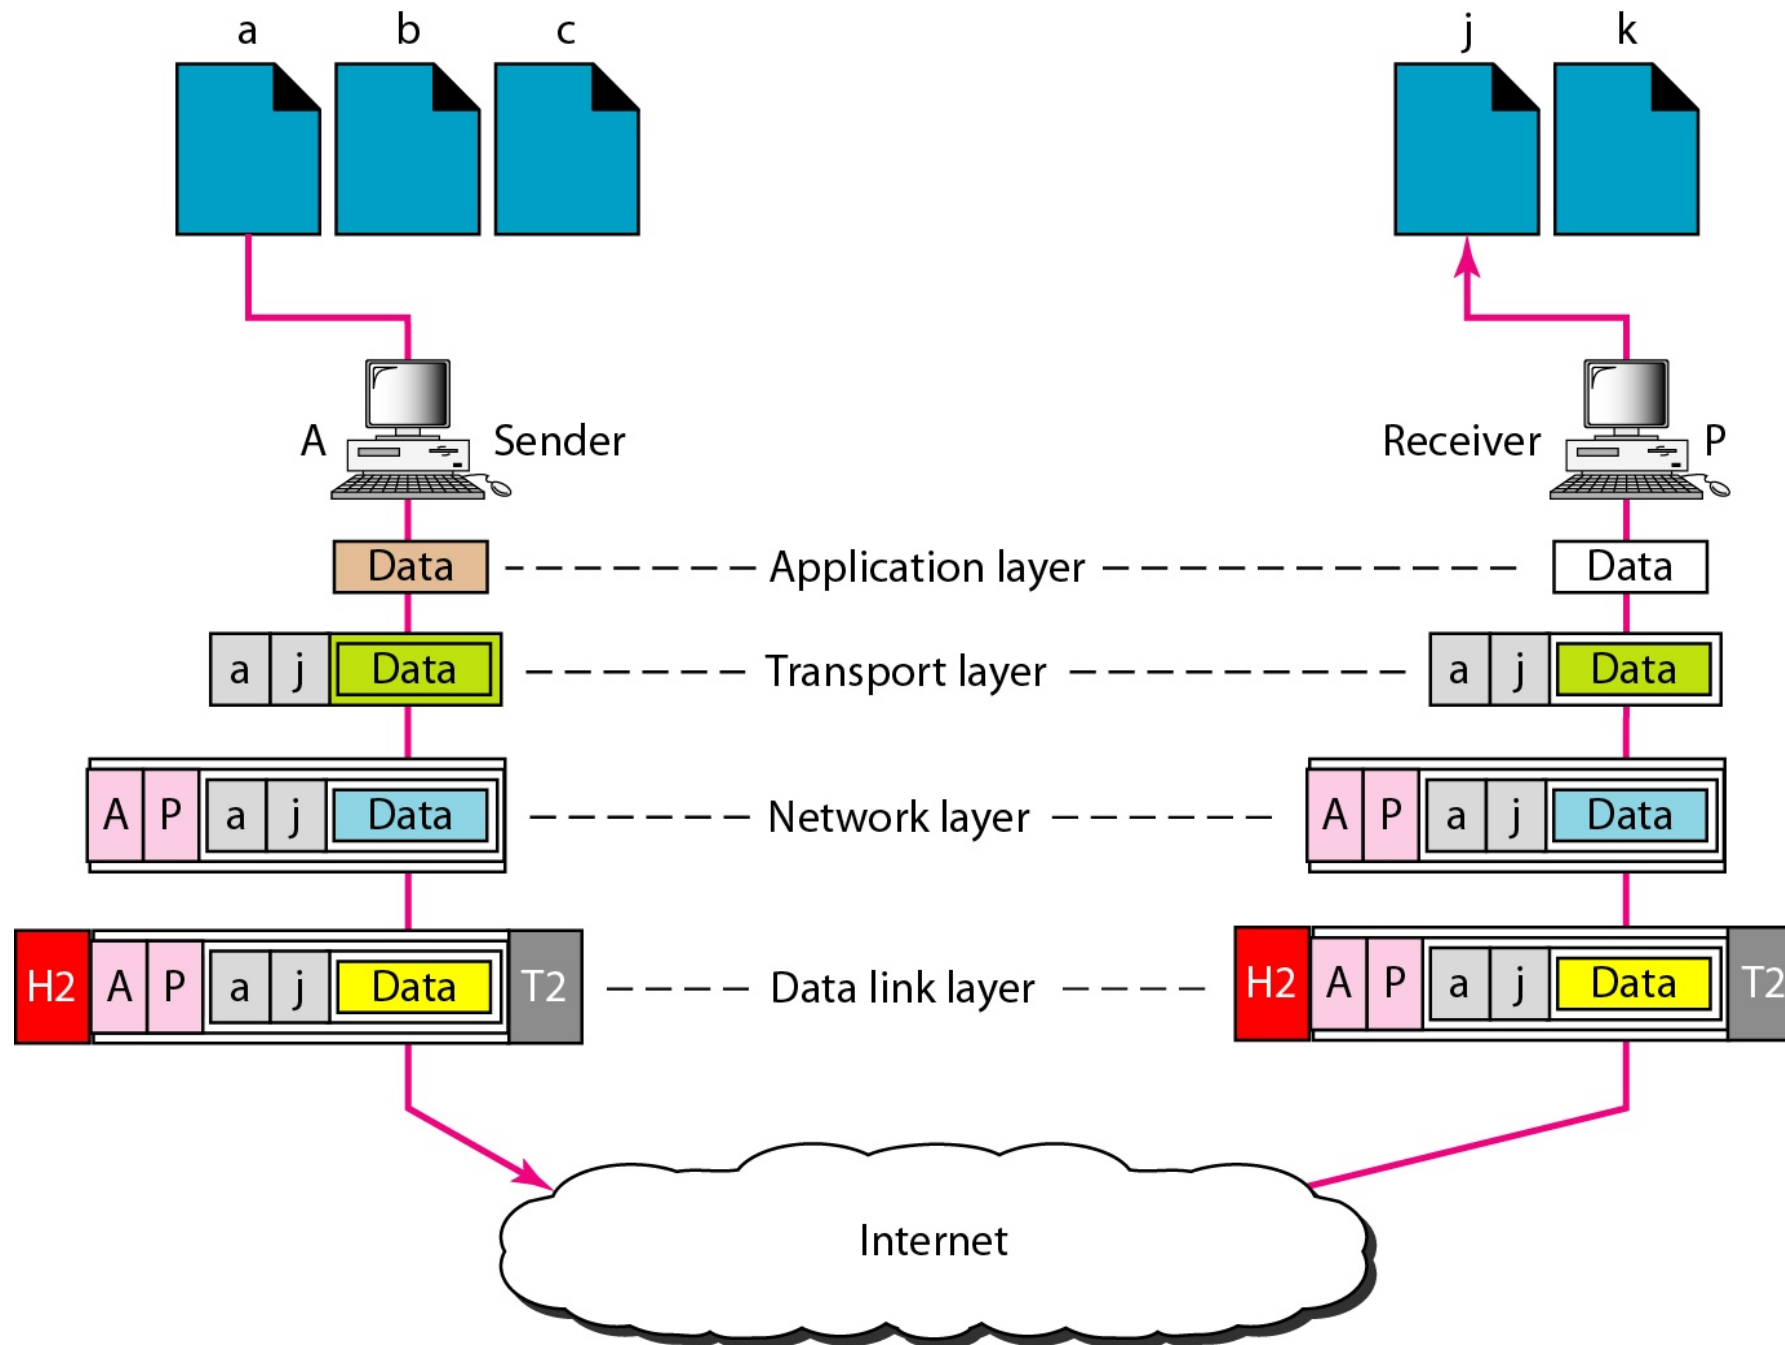 a b c j k
A Sender Receiver P
Data Application layer Data
a j Data Transport layer a j Data
A P a j Data Network layer A P a j Data
H2 A P a j Data T2 Data link layer H2 A P a j Data T2
Internet